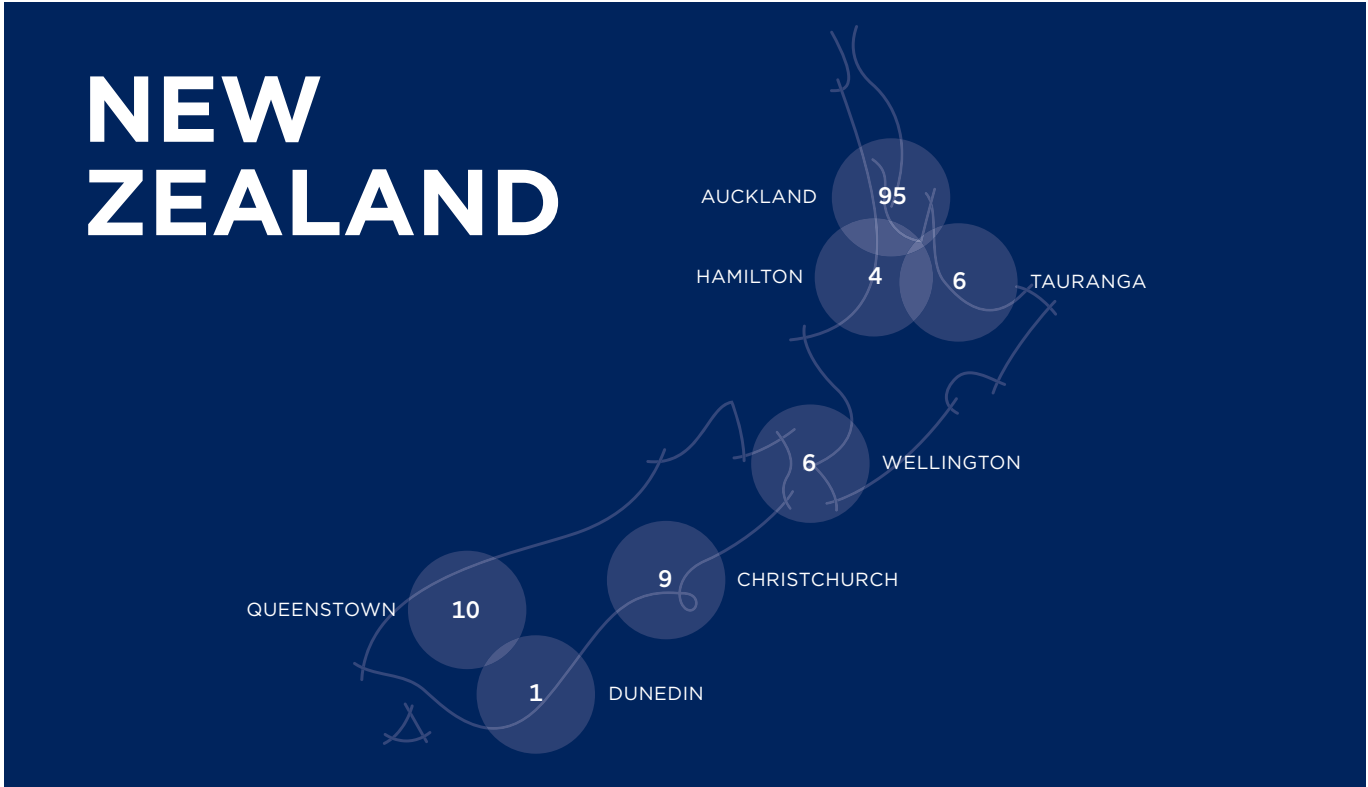 NEW
ZEALAND
AUCKLAND 95
HAMILTON 4
6 TAURANGA
6 WELLINGTON
9 CHRISTCHURCH
QUEENSTOWN 10
1 DUNEDIN